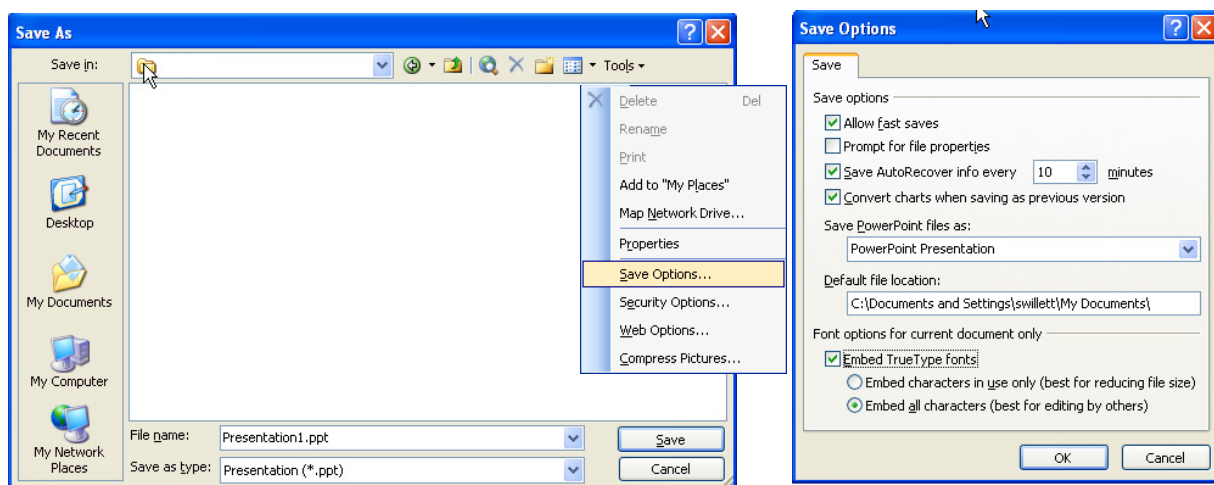 Save As
Save in:
Tools
My Recent
Documents
Desktop
My Documents
My Computer
My Network
Places
Delete Del
Rename
Print
Add to "My Places"
Map Network Drive...
Properties
Save Options...
Security Options...
Web Options...
Compress Pictures...
File name: Presentation1.ppt
Save
Save as type: Presentation (*.ppt)
Cancel
Save Options
Save
Save options
Allow fast saves
Prompt for file properties
Save AutoRecover info every 10 minutes
Convert charts when saving as previous version
Save PowerPoint files as:
PowerPoint Presentation
Default file location:
C:\Documents and Settings\swillett\My Documents\
Font options for current document only
Embed TrueType fonts
Embed characters in use only (best for reducing file size)
Embed all characters (best for editing by others)
OK Cancel